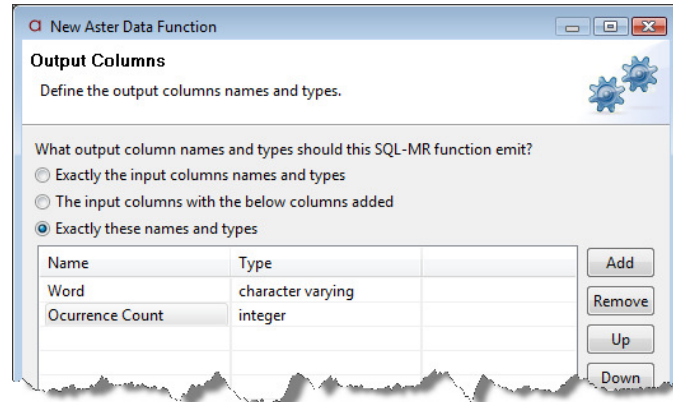 New Aster Data Function
Output Columns
Define the output columns names and types.
What output column names and types should this SQL-MR function emit?
Exactly the input columns names and types
The input columns with the below columns added
Exactly these names and types
Name Type
Word character varying
Ocurrence Count integer
Add
Remove
Up
Down